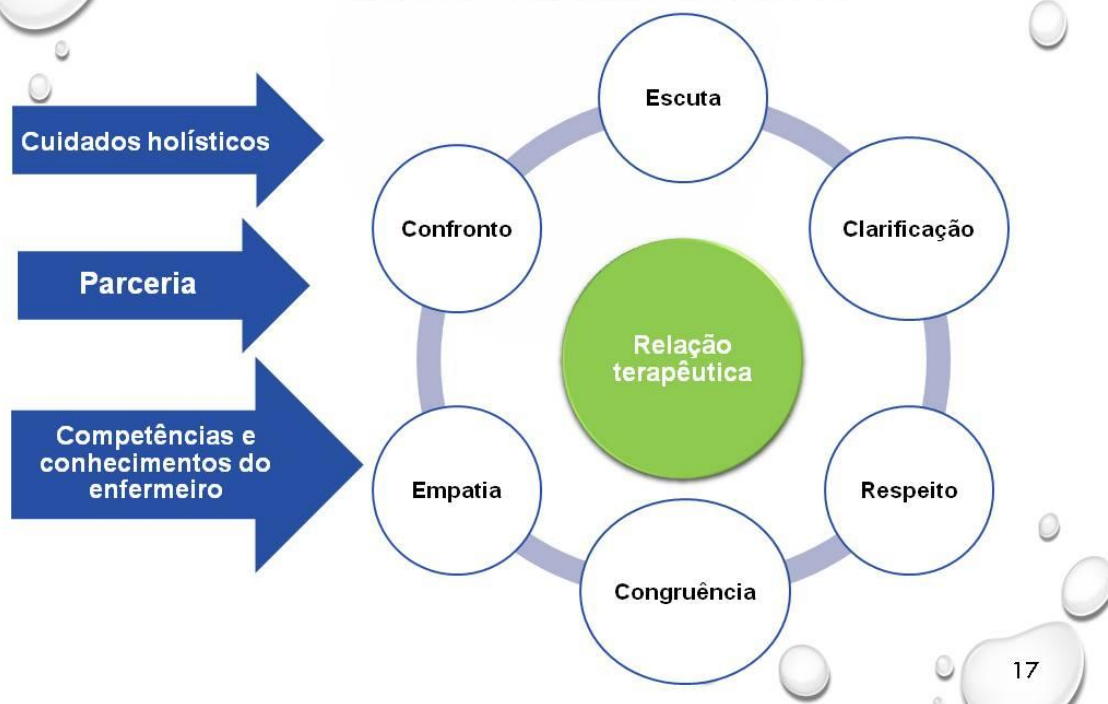 Cuidados holísticos
Parceria
Competências e
conhecimentos do
enfermeiro
Escuta
Clarificação
Respeito
Congruência
Empatia
Confronto
Relação
terapêutica
17